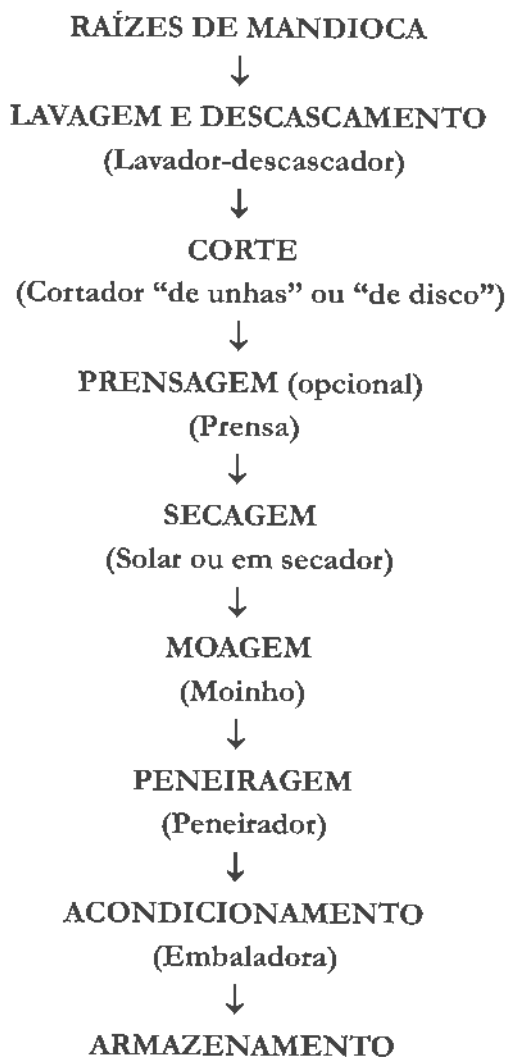 RAÍZES DE MANDIOCA
↓
LAVAGEM E DESCASCAMENTO
(Lavador-descascador)
↓
CORTE
(Cortador “de unhas” ou “de disco”)
↓
PRENSAGEM (opcional)
(Prensa)
↓
SECAGEM
(Solar ou em secador)
↓
MOAGEM
(Moinho)
↓
PENEIRAGEM
(Peneirador)
↓
ACONDICIONAMENTO
(Embaladora)
↓
ARMAZENAMENTO